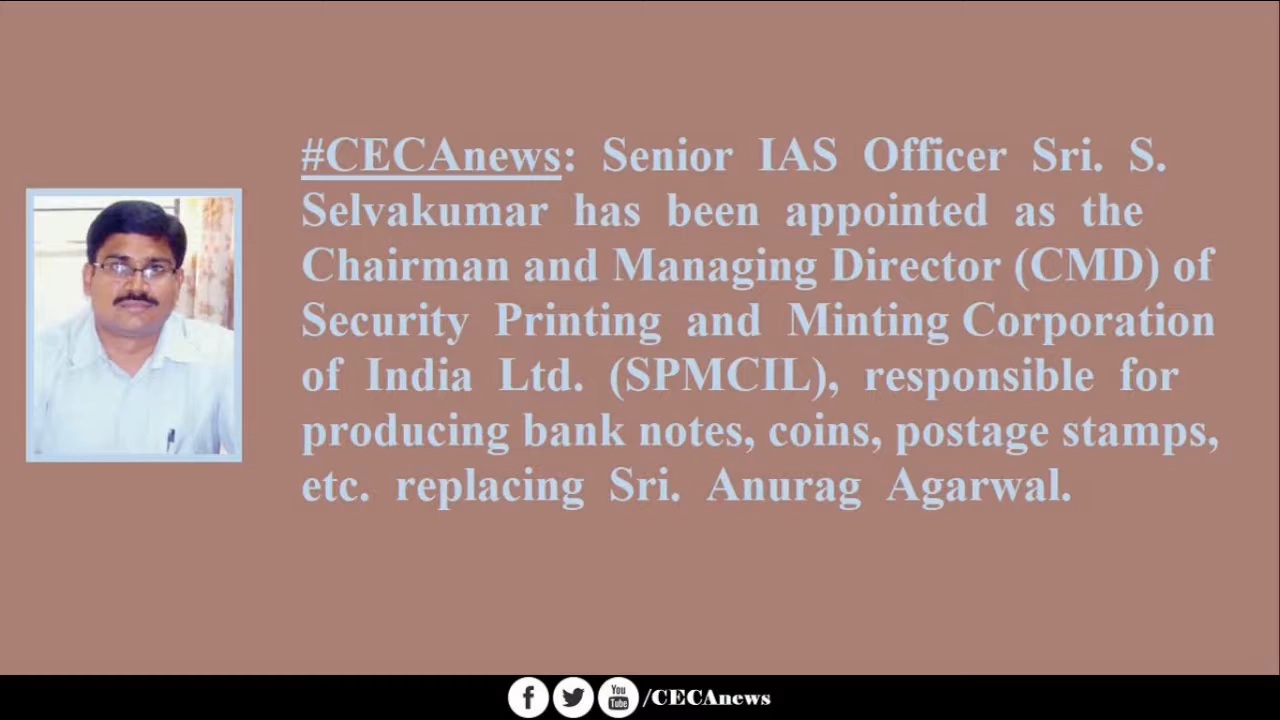 #CECAnews: Senior IAS Officer Sri. S.
Selvakumar has been appointed as the
Chairman and Managing Director (CMD) of
Security Printing and Minting Corporation
of India Ltd. (SPMCIL), responsible for
producing bank notes, coins, postage stamps,
etc. replacing Sri. Anurag Agarwal.
f You Tube /CECAnews